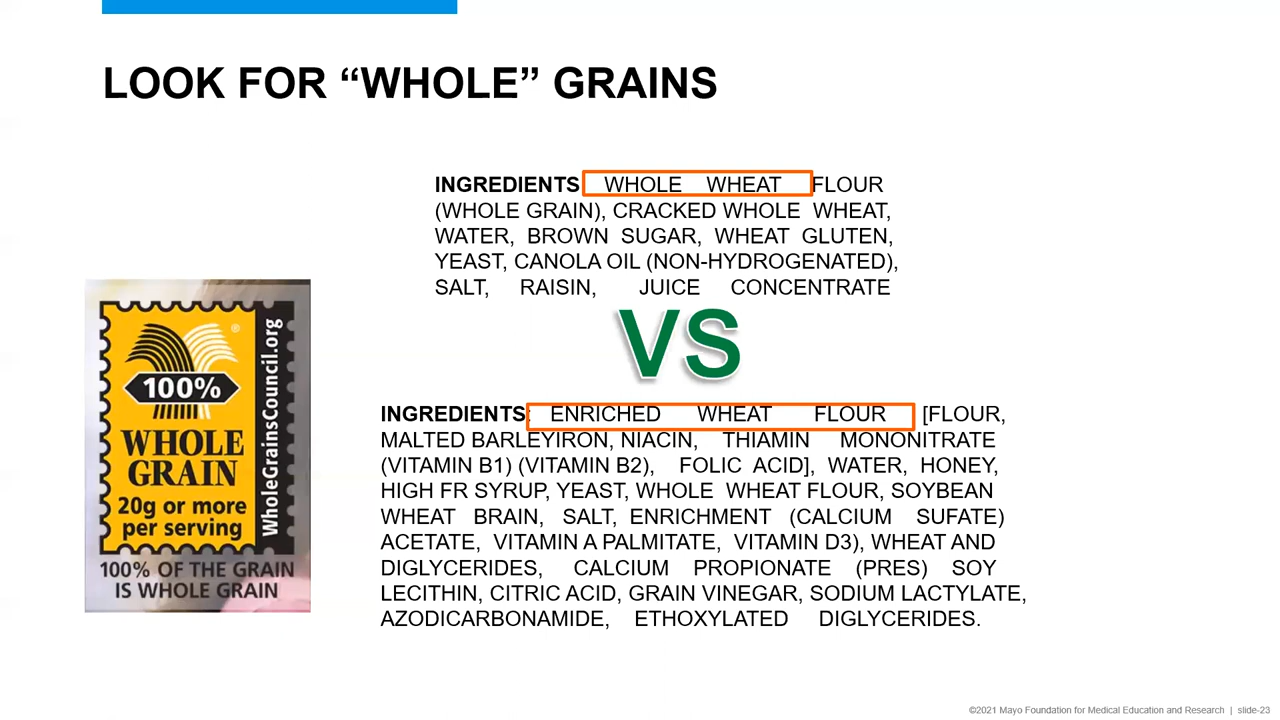 LOOK FOR “WHOLE” GRAINS
INGREDIENTS WHOLE WHEAT FLOUR
(WHOLE GRAIN), CRACKED WHOLE WHEAT,
WATER, BROWN SUGAR, WHEAT GLUTEN,
YEAST, CANOLA OIL (NON-HYDROGENATED),
SALT, RAISIN, JUICE CONCENTRATE
VS
INGREDIENTS: ENRICHED WHEAT FLOUR [FLOUR,
MALTED BARLEYIRON, NIACIN, THIAMIN MONONITRATE
(VITAMIN B1) (VITAMIN B2), FOLIC ACID], WATER, HONEY,
HIGH FR SYRUP, YEAST, WHOLE WHEAT FLOUR, SOYBEAN
WHEAT BRAIN, SALT, ENRICHMENT (CALCIUM SUFATE)
ACETATE, VITAMIN A PALMITATE, VITAMIN D3), WHEAT AND
DIGLYCERIDES, CALCIUM PROPIONATE (PRES) SOY
LECITHIN, CITRIC ACID, GRAIN VINEGAR, SODIUM LACTYLATE,
AZODICARBONAMIDE, ETHOXYLATED DIGLYCERIDES.
100%
WHOLE
GRAIN
20g or more
per serving
WholeGrainsCouncil.org
®
100% OF THE GRAIN
IS WHOLE GRAIN
©2021 Mayo Foundation for Medical Education and Research | slide-23